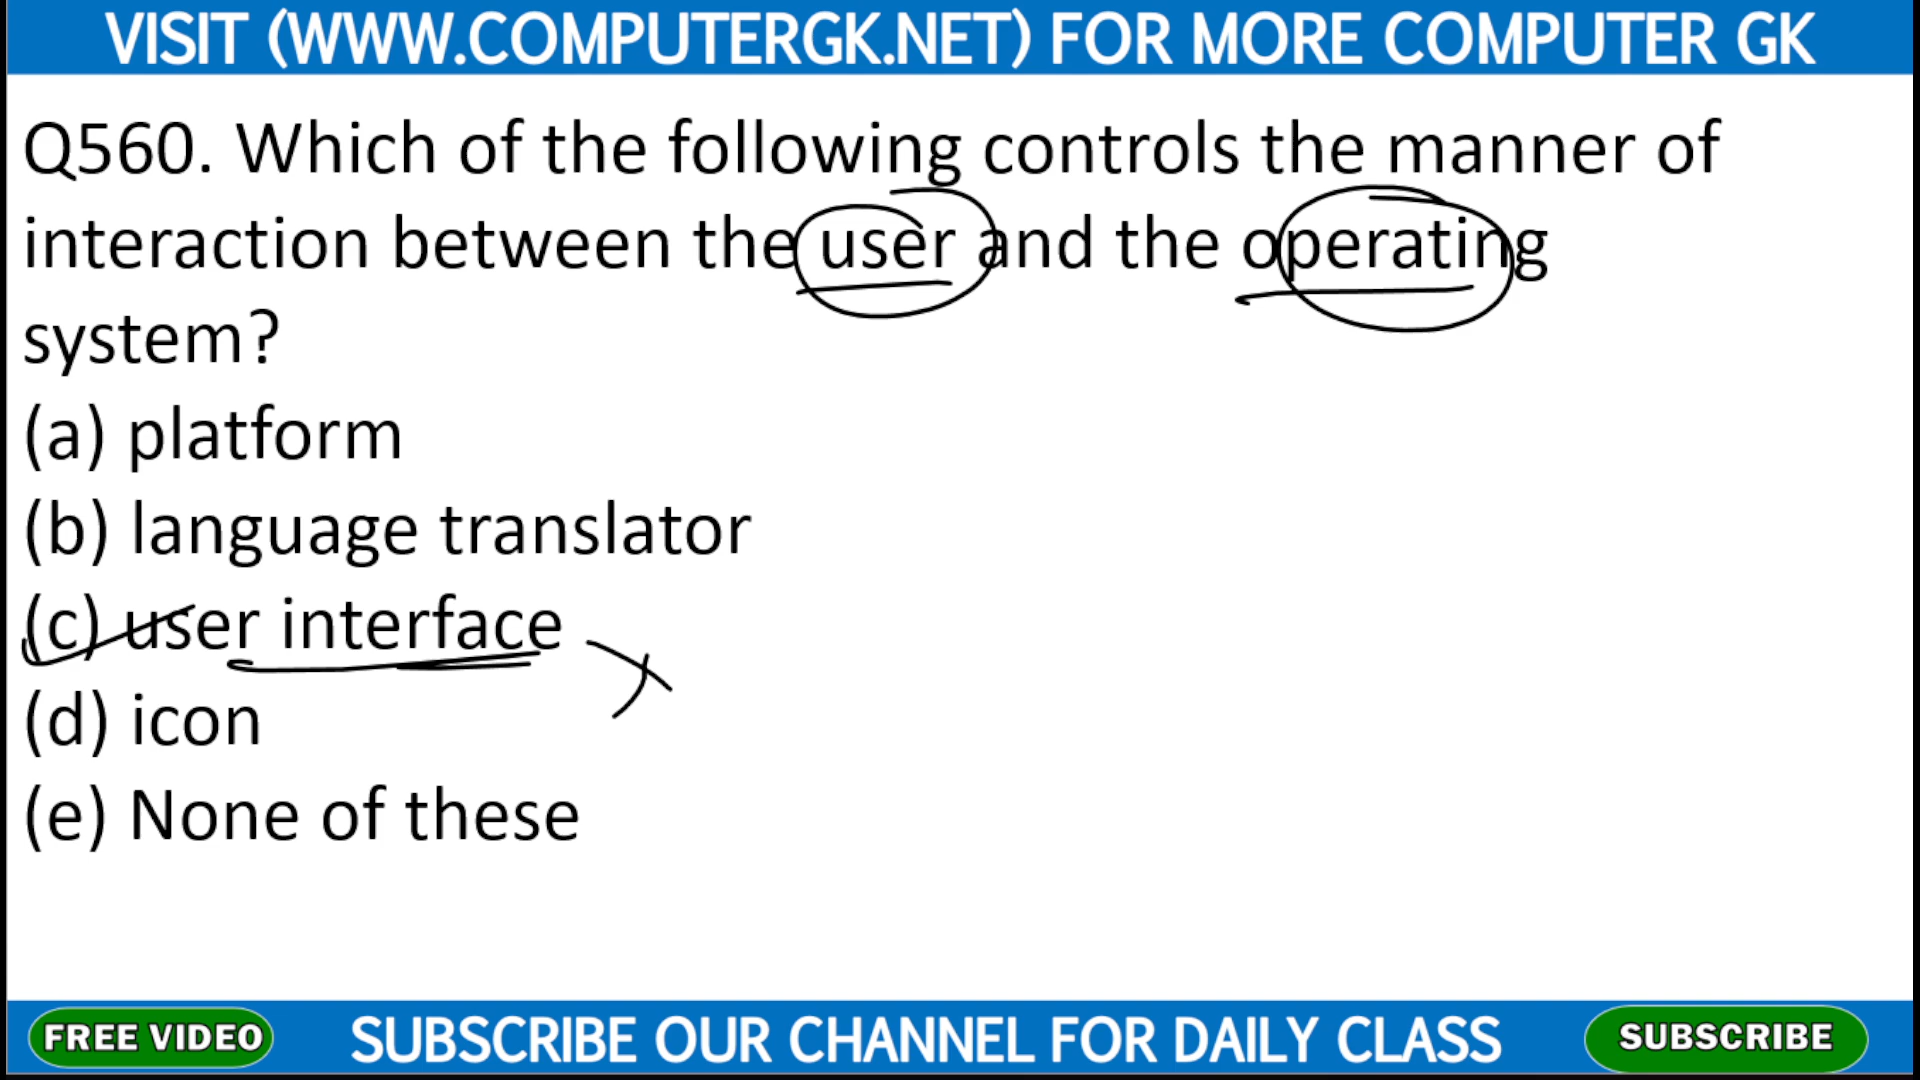 VISIT (WWW.COMPUTERGK.NET) FOR MORE COMPUTER GK
Q560. Which of the following controls the manner of
interaction between the user and the operating
system?
(a) platform
(b) language translator
(c) user interface
(d) icon
(e) None of these
FREE VIDEO
SUBSCRIBE OUR CHANNEL FOR DAILY CLASS
SUBSCRIBE